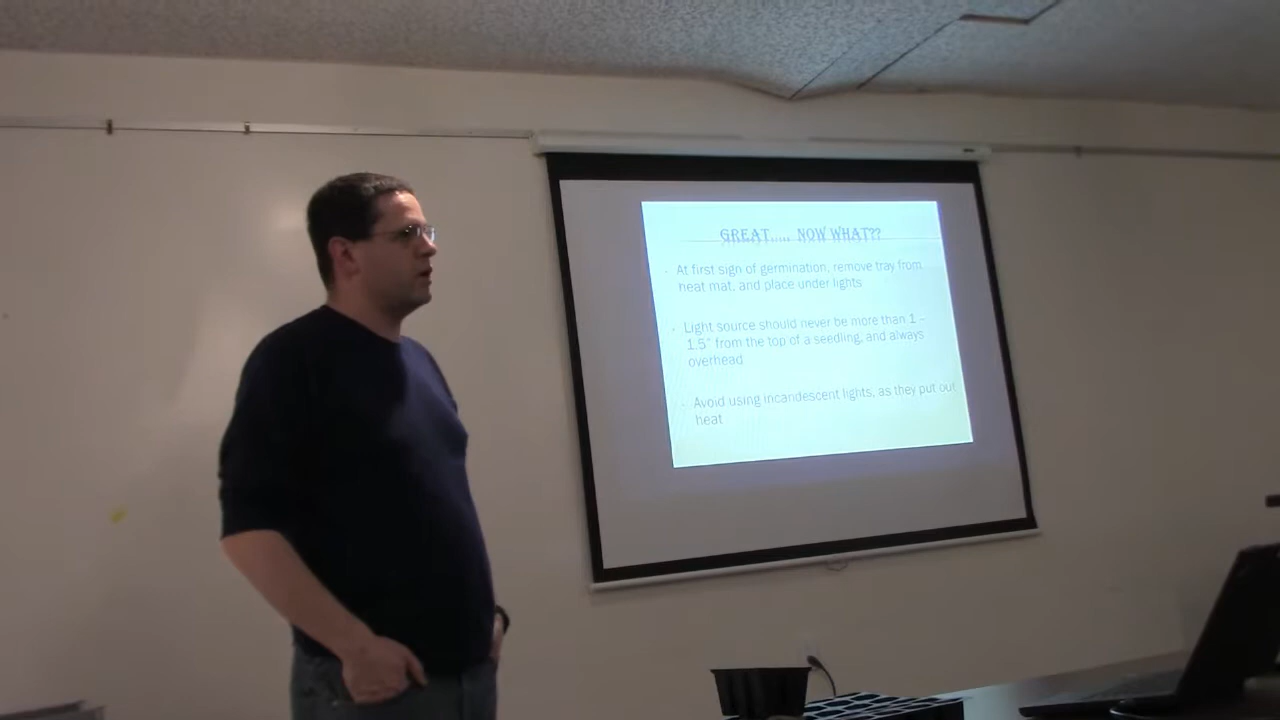 GREAT..... NOW WHAT??
At first sign of germination, remove tray from
heat mat, and place under lights
Light source should never be more than 1 –
1.5" from the top of a seedling, and always
overhead
Avoid using incandescent lights, as they put out
heat